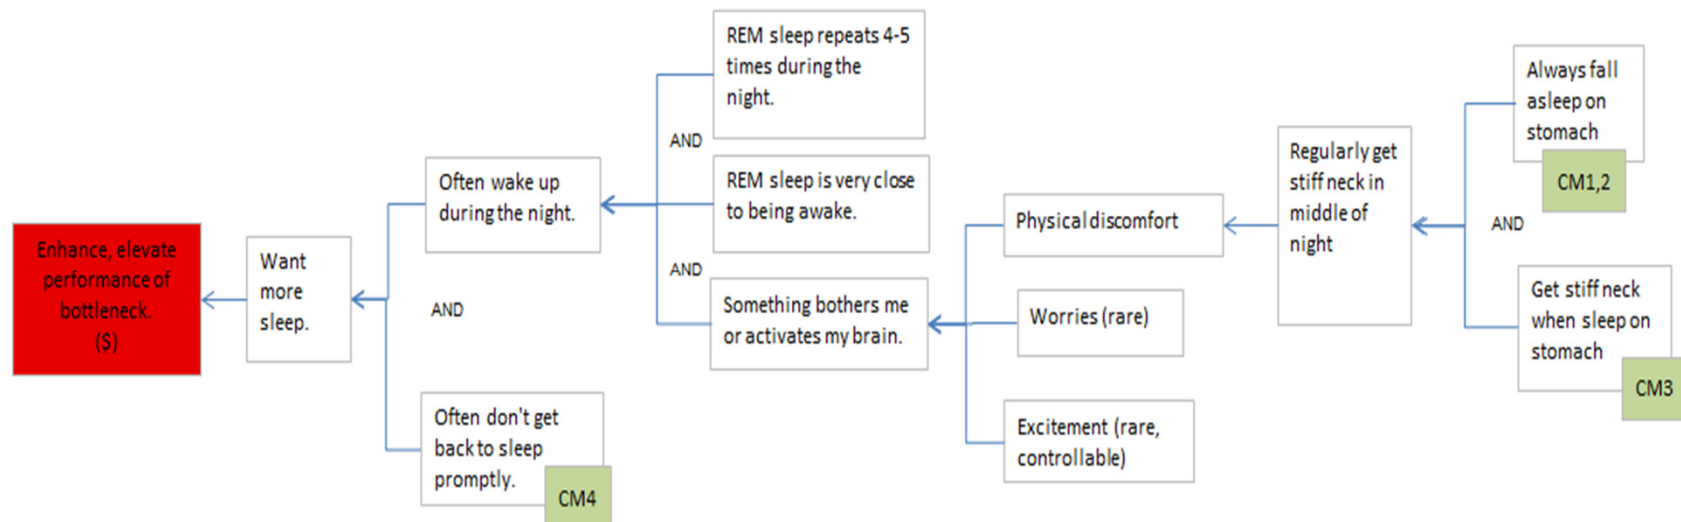 Enhance, elevate
performance of
bottleneck.
($)
Want
more
sleep.
Often wake up
during the night.
AND
Often don't get
back to sleep
promptly.
CM4
REM sleep repeats 4-5
times during the
night.
AND
REM sleep is very close
to being awake.
AND
Something bothers me
or activates my brain.
Physical discomfort
Worries (rare)
Excitement (rare,
controllable)
Regularly get
stiff neck in
middle of
night
Always fall
asleep on
stomach
CM1,2
AND
Get stiff neck
when sleep on
stomach
CM3